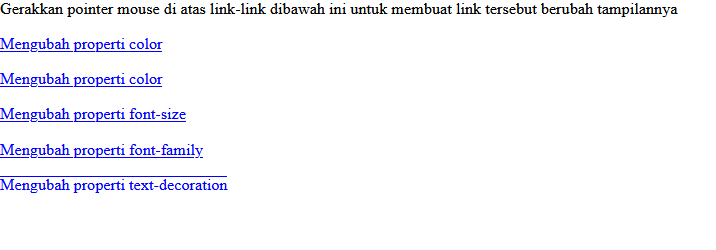 Gerakkan pointer mouse di atas link-link dibawah ini untuk membuat link tersebut berubah tampilannya
Mengubah properti color
Mengubah properti color
Mengubah properti font-size
Mengubah properti font-family
Mengubah properti text-decoration